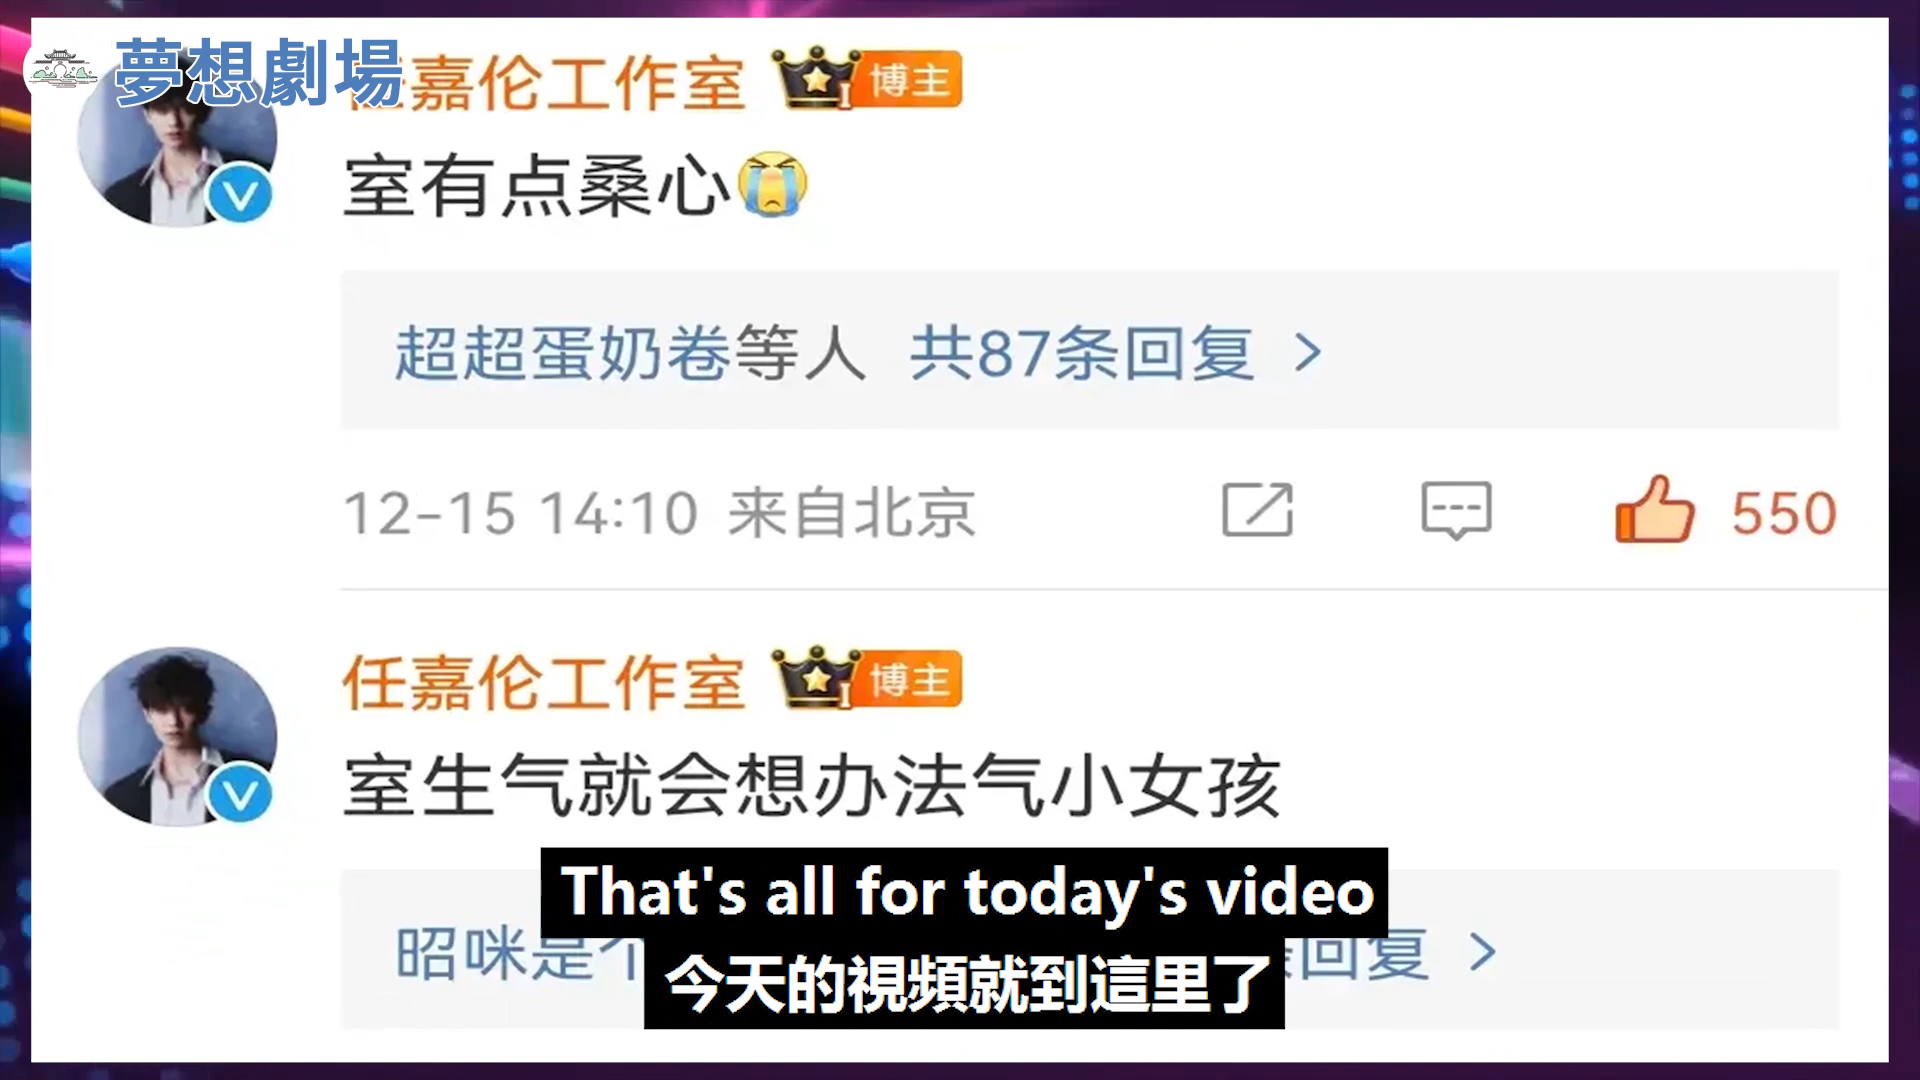 夢想劇場
嘉伦工作室 博主
室有点桑心
超超蛋奶卷等人 共87条回复 >
12-15 14:10 来自北京
550
任嘉伦工作室 博主
室生气就会想办法气小女孩
昭咪是 回复 >
That's all for today's video
今天的視頻就到這里了